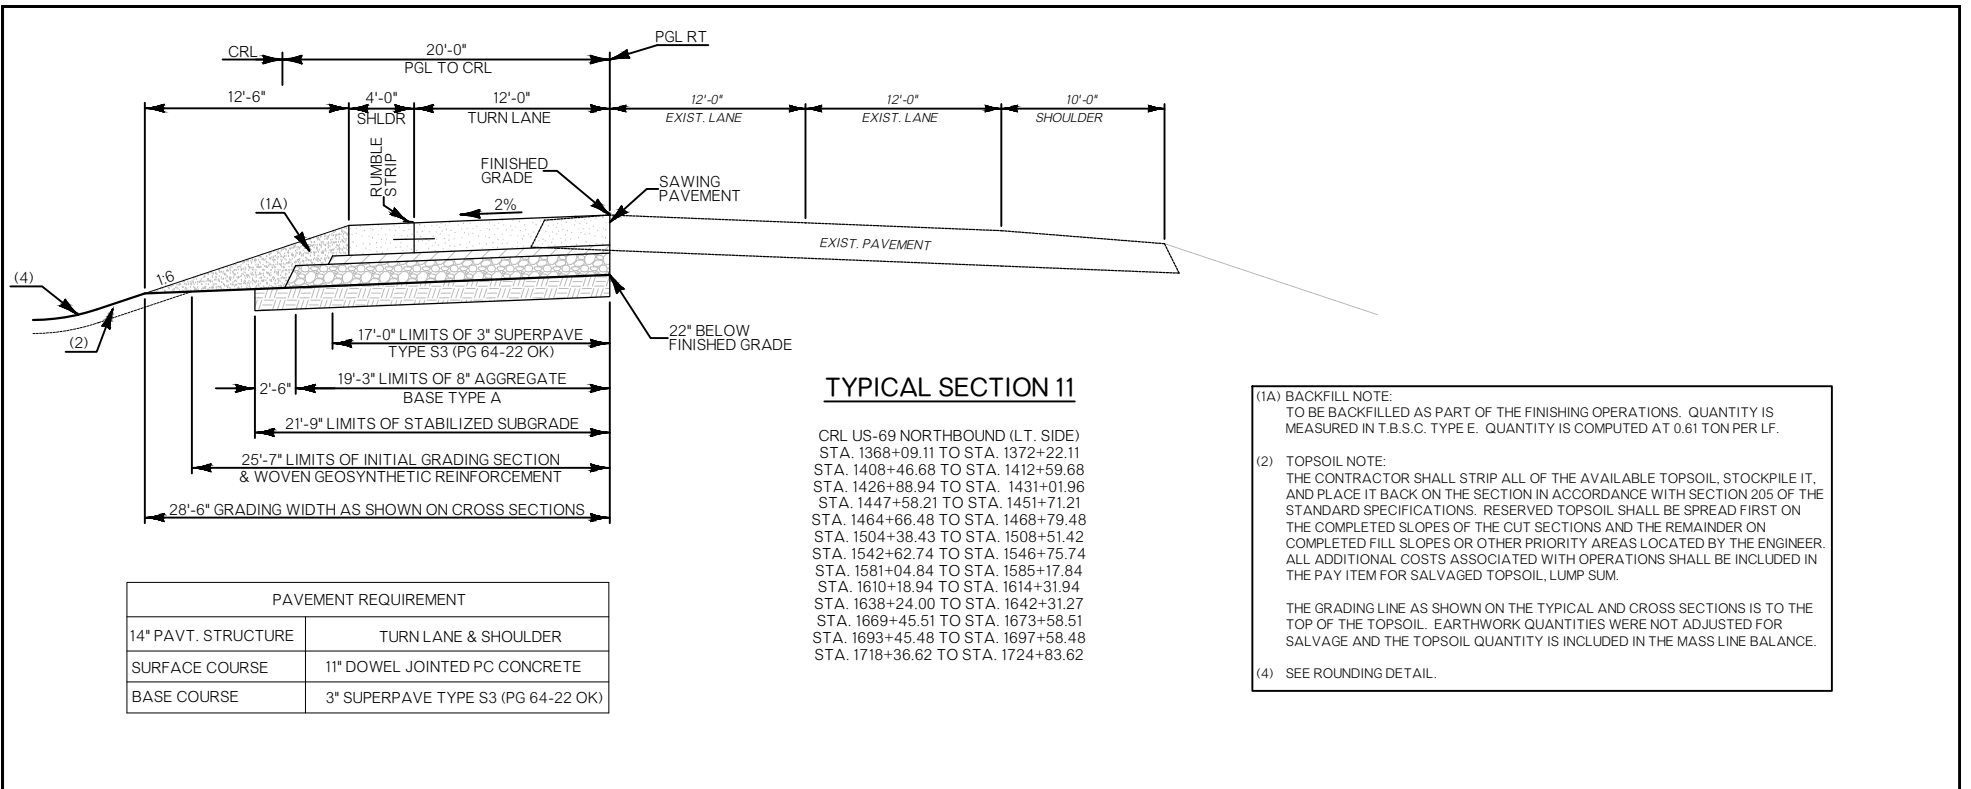 PGL RT
CRL
20'-0"
PGL TO CRL
12'-6"
4'-0"
SHLDR
12'-0"
TURN LANE
12'-0"
EXIST. LANE
12'-0"
EXIST. LANE
10'-0"
SHOULDER
RUMBLE
STRIP
FINISHED
GRADE
SAWING
PAVEMENT
(1A)
2%
EXIST. PAVEMENT
(4)
1:6
(2)
22" BELOW
FINISHED GRADE
17'-0" LIMITS OF 3" SUPERPAVE
TYPE S3 (PG 64-22 OK)
2'-6"
19'-3" LIMITS OF 8" AGGREGATE
BASE TYPE A
21'-9" LIMITS OF STABILIZED SUBGRADE
25'-7" LIMITS OF INITIAL GRADING SECTION
& WOVEN GEOSYNTHETIC REINFORCEMENT
28'-6" GRADING WIDTH AS SHOWN ON CROSS SECTIONS
PAVEMENT REQUIREMENT
14" PAVT. STRUCTURE
TURN LANE & SHOULDER
SURFACE COURSE
11" DOWEL JOINTED PC CONCRETE
BASE COURSE
3" SUPERPAVE TYPE S3 (PG 64-22 OK)
TYPICAL SECTION 11
CRL US-69 NORTHBOUND (LT. SIDE)
STA. 1368+09.11 TO STA. 1372+22.11
STA. 1408+46.68 TO STA. 1412+59.68
STA. 1426+88.94 TO STA. 1431+01.96
STA. 1447+58.21 TO STA. 1451+71.21
STA. 1464+66.48 TO STA. 1468+79.48
STA. 1504+38.43 TO STA. 1508+51.42
STA. 1542+62.74 TO STA. 1546+75.74
STA. 1581+04.84 TO STA. 1585+17.84
STA. 1610+18.94 TO STA. 1614+31.94
STA. 1638+24.00 TO STA. 1642+31.27
STA. 1669+45.51 TO STA. 1673+58.51
STA. 1693+45.48 TO STA. 1697+58.48
STA. 1718+36.62 TO STA. 1724+83.62
(1A) BACKFILL NOTE:
TO BE BACKFILLED AS PART OF THE FINISHING OPERATIONS. QUANTITY IS
MEASURED IN T.B.S.C. TYPE E. QUANTITY IS COMPUTED AT 0.61 TON PER LF.
(2) TOPSOIL NOTE:
THE CONTRACTOR SHALL STRIP ALL OF THE AVAILABLE TOPSOIL, STOCKPILE IT,
AND PLACE IT BACK ON THE SECTION IN ACCORDANCE WITH SECTION 205 OF THE
STANDARD SPECIFICATIONS. RESERVED TOPSOIL SHALL BE SPREAD FIRST ON
THE COMPLETED SLOPES OF THE CUT SECTIONS AND THE REMAINDER ON
COMPLETED FILL SLOPES OR OTHER PRIORITY AREAS LOCATED BY THE ENGINEER.
ALL ADDITIONAL COSTS ASSOCIATED WITH OPERATIONS SHALL BE INCLUDED IN
THE PAY ITEM FOR SALVAGED TOPSOIL, LUMP SUM.
THE GRADING LINE AS SHOWN ON THE TYPICAL AND CROSS SECTIONS IS TO THE
TOP OF THE TOPSOIL. EARTHWORK QUANTITIES WERE NOT ADJUSTED FOR
SALVAGE AND THE TOPSOIL QUANTITY IS INCLUDED IN THE MASS LINE BALANCE.
(4) SEE ROUNDING DETAIL.